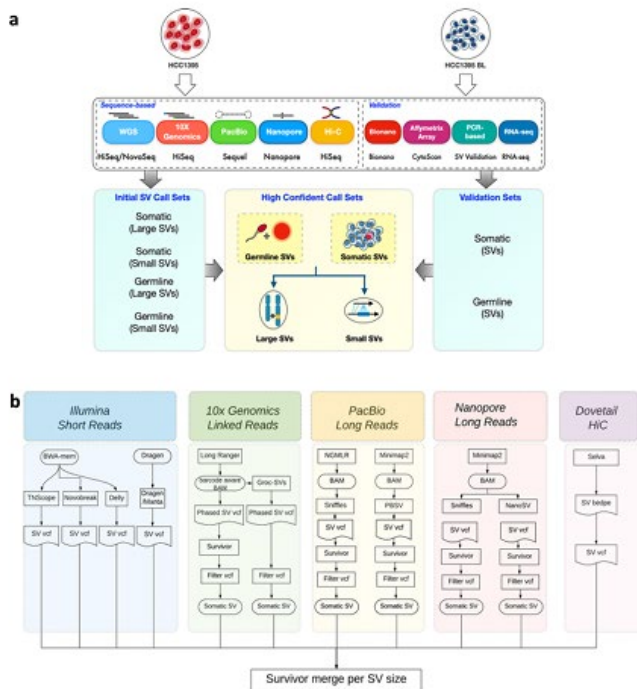 a
HCC1395
HCC1395 BL
Sequence-based
Validation
WGS
10X Genomics
PacBio
Nanopore
Hi-C
Bionano
Affymetrix Array
PCR-based
RNA-seq
HiSeq/NovaSeq
HiSeq
Sequel
Nanopore
HiSeq
Bionano
CytoScan
SV Validation
RNA-seq
Initial SV Call Sets
Somatic
(Large SVs)
Somatic
(Small SVs)
Germline
(Large SVs)
Germline
(Small SVs)
High Confident Call Sets
Germline SVs
Somatic SVs
Large SVs
Small SVs
Validation Sets
Somatic
(SVs)
Germline
(SVs)
b
Illumina
Short Reads
BWA-mem
Dragen
TNScope
Novobreak
Delly
Dragen
/Manta
SV vcf
SV vcf
SV vcf
SV vcf
10x Genomics
Linked Reads
Long Ranger
Barcode aware
BAM
Groc SVs
Phased SV vcf
Phased SV vcf
Survivor
Filter vcf
Filter vcf
Somatic SV
Somatic SV
PacBio
Long Reads
NGMLR
Minimap2
BAM
BAM
Sniffles
PBSV
SV vcf
SV vcf
Survivor
Survivor
Filter vcf
Filter vcf
Somatic SV
Somatic SV
Nanopore
Long Reads
Minimap2
BAM
Sniffles
NanoSV
SV vcf
SV vcf
Survivor
Survivor
Filter vcf
Filter vcf
Somatic SV
Somatic SV
Dovetail
HiC
Selva
SV bedpe
SV vcf
Survivor merge per SV size